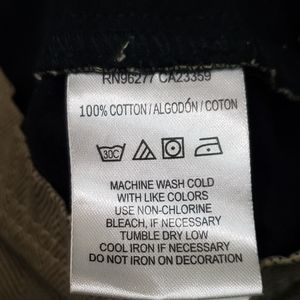 RN96277 CA23359
100% COTTON / ALGODÓN / COTON
30C
MACHINE WASH COLD
WITH LIKE COLORS
USE NON-CHLORINE
BLEACH, IF NECESSARY
TUMBLE DRY LOW
COOL IRON IF NECESSARY
DO NOT IRON ON DECORATION